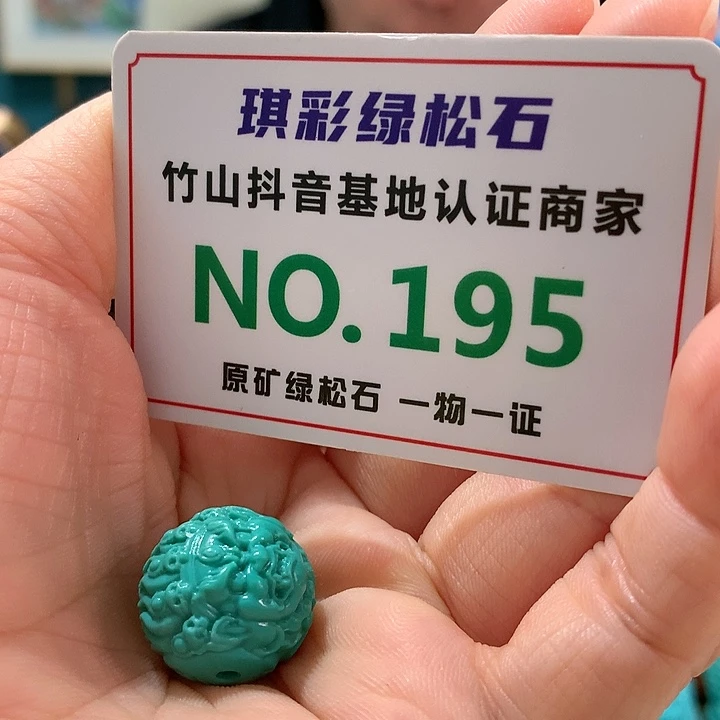 琪彩绿松石
竹山抖音基地认证商家
NO.195
原矿绿松石 一物一证